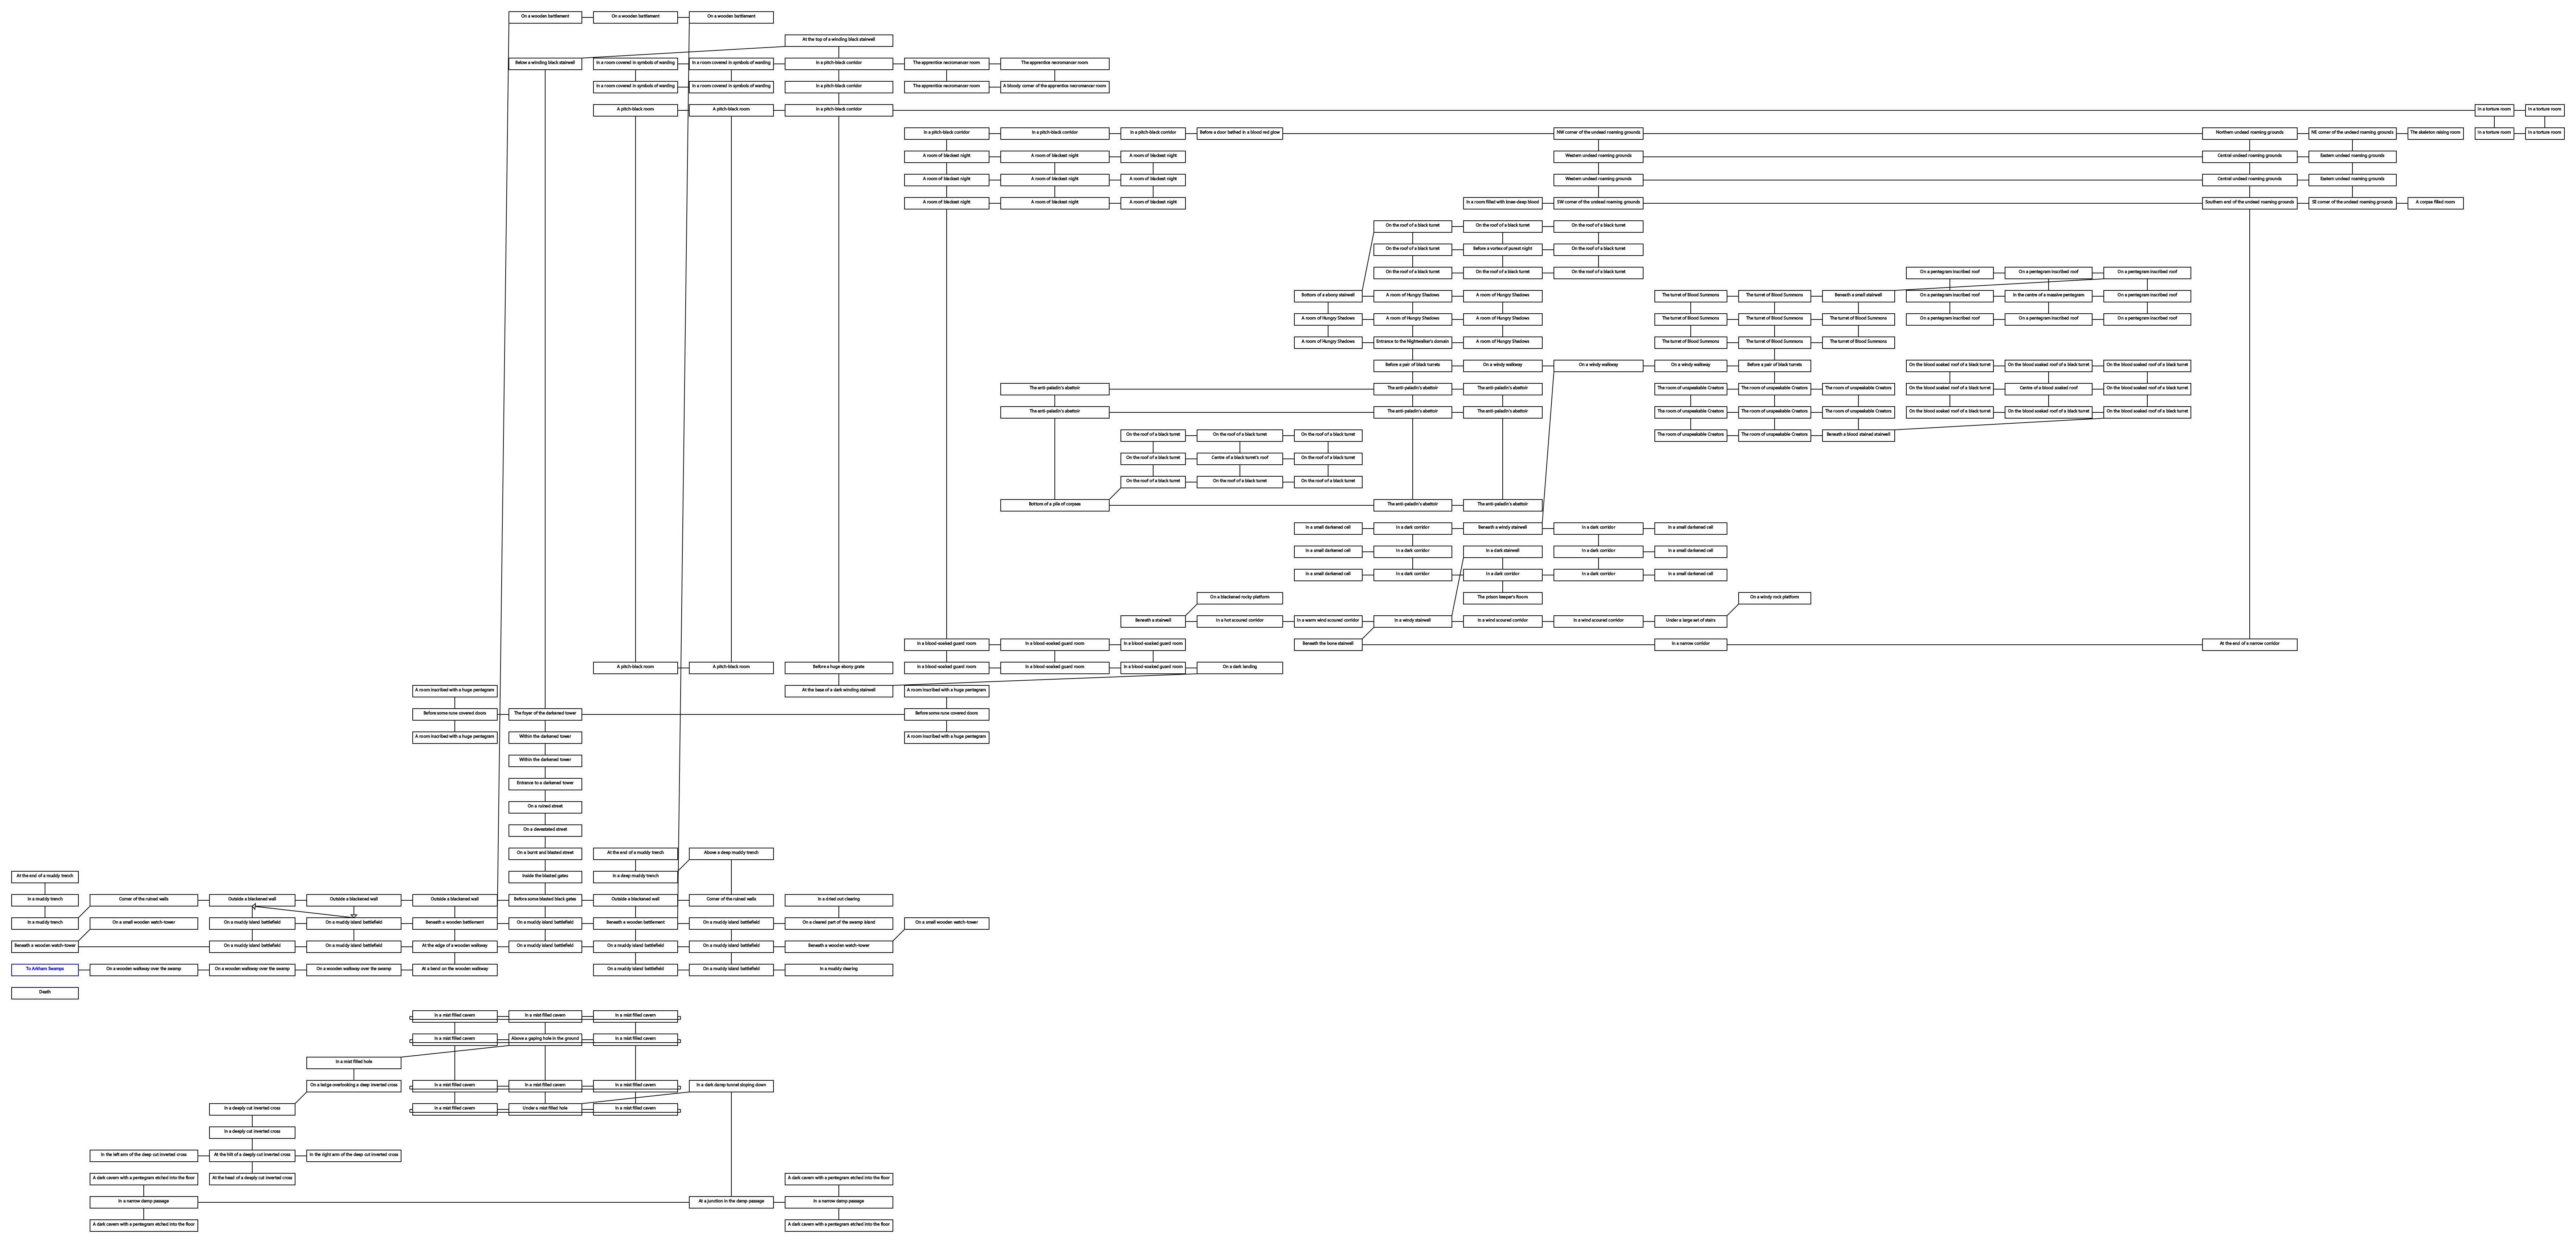 On a wooden battlement On a wooden battlement On a wooden battlement
At the top of a winding black stairwell
Below a winding black stairwell In a room covered in symbols of warding In a room covered in symbols of warding In a pitch-black corridor The apprentice necromancer room The apprentice necromancer room
In a room covered in symbols of warding In a room covered in symbols of warding In a pitch-black corridor The apprentice necromancer room A bloody corner of the apprentice necromancer room
A pitch-black room A pitch-black room In a pitch-black corridor In a torture room In a torture room
In a pitch-black corridor In a pitch-black corridor In a pitch-black corridor Before a door bathed in a blood red glow NW corner of the undead roaming grounds Northern undead roaming grounds NE corner of the undead roaming grounds The skeleton raising room In a torture room In a torture room
A room of blackest night A room of blackest night A room of blackest night Western undead roaming grounds Central undead roaming grounds Eastern undead roaming grounds
A room of blackest night A room of blackest night A room of blackest night Western undead roaming grounds Central undead roaming grounds Eastern undead roaming grounds
A room of blackest night A room of blackest night A room of blackest night In a room filled with knee-deep blood SW corner of the undead roaming grounds Southern end of the undead roaming grounds SE corner of the undead roaming grounds A corpse filled room
On the roof of a black turret On the roof of a black turret On the roof of a black turret
On the roof of a black turret Before a vortex of purest night On the roof of a black turret
On the roof of a black turret On the roof of a black turret On the roof of a black turret On a pentegram inscribed roof On a pentegram inscribed roof On a pentegram inscribed roof
Bottom of a ebony stairwell A room of Hungry Shadows A room of Hungry Shadows The turret of Blood Summons The turret of Blood Summons Beneath a small stairwell On a pentegram inscribed roof In the centre of a massive pentegram On a pentegram inscribed roof
A room of Hungry Shadows A room of Hungry Shadows A room of Hungry Shadows The turret of Blood Summons The turret of Blood Summons The turret of Blood Summons On a pentegram inscribed roof On a pentegram inscribed roof On a pentegram inscribed roof
A room of Hungry Shadows Entrance to the Nightwalker's domain A room of Hungry Shadows The turret of Blood Summons The turret of Blood Summons The turret of Blood Summons
Before a pair of black turrets On a windy walkway On a windy walkway On a windy walkway Before a pair of black turrets On the blood soaked roof of a black turret On the blood soaked roof of a black turret On the blood soaked roof of a black turret
The anti-paladin's abattoir The anti-paladin's abattoir The anti-paladin's abattoir The room of unspeakable Creators The room of unspeakable Creators The room of unspeakable Creators On the blood soaked roof of a black turret Centre of a blood soaked roof On the blood soaked roof of a black turret
The anti-paladin's abattoir The anti-paladin's abattoir The anti-paladin's abattoir The room of unspeakable Creators The room of unspeakable Creators The room of unspeakable Creators On the blood soaked roof of a black turret On the blood soaked roof of a black turret On the blood soaked roof of a black turret
On the roof of a black turret On the roof of a black turret On the roof of a black turret The room of unspeakable Creators The room of unspeakable Creators Beneath a blood stained stairwell
On the roof of a black turret Centre of a black turret's roof On the roof of a black turret
On the roof of a black turret On the roof of a black turret On the roof of a black turret
Bottom of a pile of corpses The anti-paladin's abattoir The anti-paladin's abattoir
In a small darkened cell In a dark corridor Beneath a windy stairwell In a dark corridor In a small darkened cell
In a small darkened cell In a dark corridor In a dark stairwell In a dark corridor In a small darkened cell
In a small darkened cell In a dark corridor In a dark corridor In a dark corridor In a small darkened cell
On a blackened rocky platform The prison keeper's Room On a windy rock platform
Beneath a stairwell In a hot scoured corridor In a warm wind scoured corridor In a windy stairwell In a wind scoured corridor In a wind scoured corridor Under a large set of stairs
In a blood-soaked guard room In a blood-soaked guard room In a blood-soaked guard room Beneath the bone stairwell In a narrow corridor At the end of a narrow corridor
A pitch-black room A pitch-black room Before a huge ebony grate In a blood-soaked guard room In a blood-soaked guard room In a blood-soaked guard room On a dark landing
A room inscribed with a huge pentegram At the base of a dark winding stairwell A room inscribed with a huge pentegram
Before some rune covered doors The foyer of the darkened tower Before some rune covered doors
A room inscribed with a huge pentegram Within the darkened tower A room inscribed with a huge pentegram
Within the darkened tower
Entrance to a darkened tower
On a ruined street
On a devestated street
On a burnt and blasted street At the end of a muddy trench Above a deep muddy trench
At the end of a muddy trench Inside the blasted gates In a deep muddy trench
In a muddy trench Corner of the ruined walls Outside a blackened wall Outside a blackened wall Outside a blackened wall Before some blasted black gates Outside a blackened wall Corner of the ruined walls In a dried out clearing
In a muddy trench On a small wooden watch-tower On a muddy island battlefield On a muddy island battlefield Beneath a wooden battlement On a muddy island battlefield Beneath a wooden battlement On a muddy island battlefield On a cleared part of the swamp island On a small wooden watch-tower
Beneath a wooden watch-tower On a muddy island battlefield On a muddy island battlefield At the edge of a wooden walkway On a muddy island battlefield On a muddy island battlefield On a muddy island battlefield Beneath a wooden watch-tower
To Arkham Swamps On a wooden walkway over the swamp On a wooden walkway over the swamp On a wooden walkway over the swamp At a bend on the wooden walkway On a muddy island battlefield On a muddy island battlefield In a muddy clearing
Death
In a mist filled cavern In a mist filled cavern In a mist filled cavern
In a mist filled cavern Above a gaping hole in the ground In a mist filled cavern
In a mist filled hole
On a ledge overlooking a deep inverted cross In a mist filled cavern In a mist filled cavern In a mist filled cavern In a dark damp tunnel sloping down
In a deeply cut inverted cross In a mist filled cavern Under a mist filled hole In a mist filled cavern
In a deeply cut inverted cross
In the left arm of the deep cut inverted cross At the hilt of a deeply cut inverted cross In the right arm of the deep cut inverted cross
A dark cavern with a pentegram etched into the floor At the head of a deeply cut inverted cross A dark cavern with a pentegram etched into the floor
In a narrow damp passage At a junction in the damp passage In a narrow damp passage
A dark cavern with a pentegram etched into the floor A dark cavern with a pentegram etched into the floor